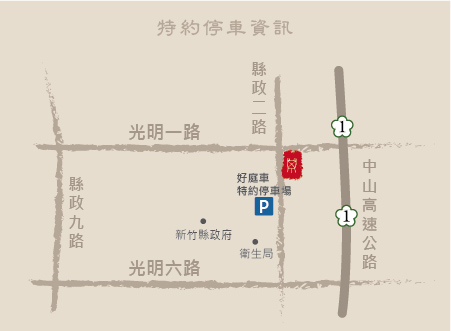 特約停車資訊
縣政二路
光明一路
1
中山高速公路
好庭車
特約停車場
P
縣政九路
1
新竹縣政府
衛生局
光明六路